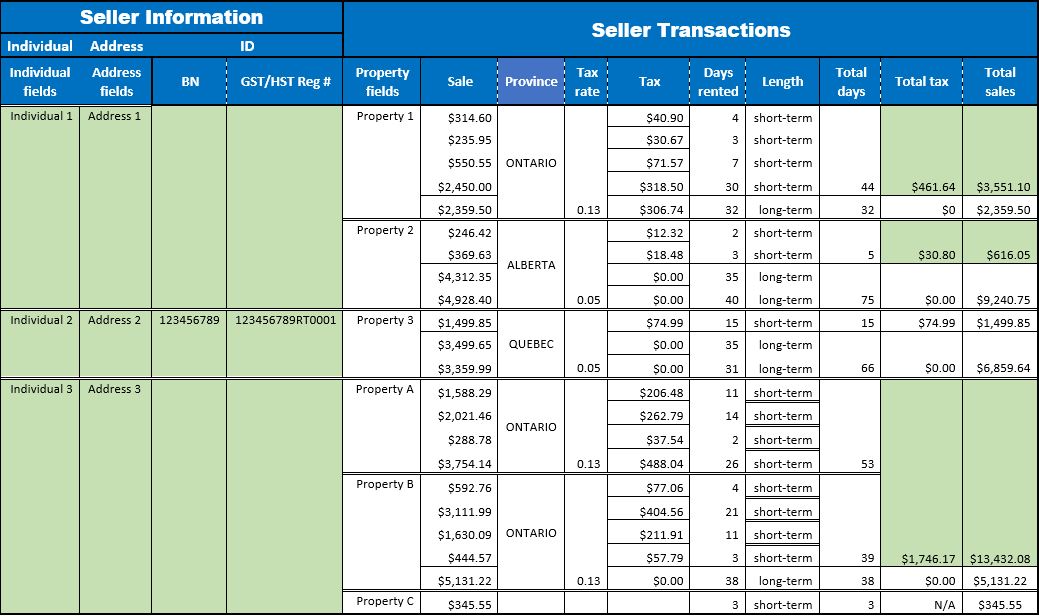 Seller Information
Seller Transactions
Individual Address ID
Individual fields Address fields BN GST/HST Reg # Property fields Sale Province Tax rate Tax Days rented Length Total days Total tax Total sales
Individual 1 Address 1 Property 1 $314.60 $40.90 4 short-term
$235.95 $30.67 3 short-term
$550.55 ONTARIO $71.57 7 short-term
$2,450.00 $318.50 30 short-term 44 $461.64 $3,551.10
$2,359.50 0.13 $306.74 32 long-term 32 $0 $2,359.50
Property 2 $246.42 $12.32 2 short-term
$369.63 $18.48 3 short-term 5 $30.80 $616.05
ALBERTA
$4,312.35 $0.00 35 long-term
$4,928.40 0.05 $0.00 40 long-term 75 $0.00 $9,240.75
Individual 2 Address 2 123456789 123456789RT0001 Property 3 $1,499.85 $74.99 15 short-term 15 $74.99 $1,499.85
$3,499.65 QUEBEC $0.00 35 long-term
$3,359.99 0.05 $0.00 31 long-term 66 $0.00 $6,859.64
Individual 3 Address 3 Property A $1,588.29 $206.48 11 short-term
$2,021.46 $262.79 14 short-term
ONTARIO
$288.78 $37.54 2 short-term
$3,754.14 0.13 $488.04 26 short-term 53
Property B $592.76 $77.06 4 short-term
$3,111.99 $404.56 21 short-term
$1,630.09 ONTARIO $211.91 11 short-term
$444.57 $57.79 3 short-term 39 $1,746.17 $13,432.08
$5,131.22 0.13 $0.00 38 long-term 38 $0.00 $5,131.22
Property C $345.55 3 short-term 3 N/A $345.55